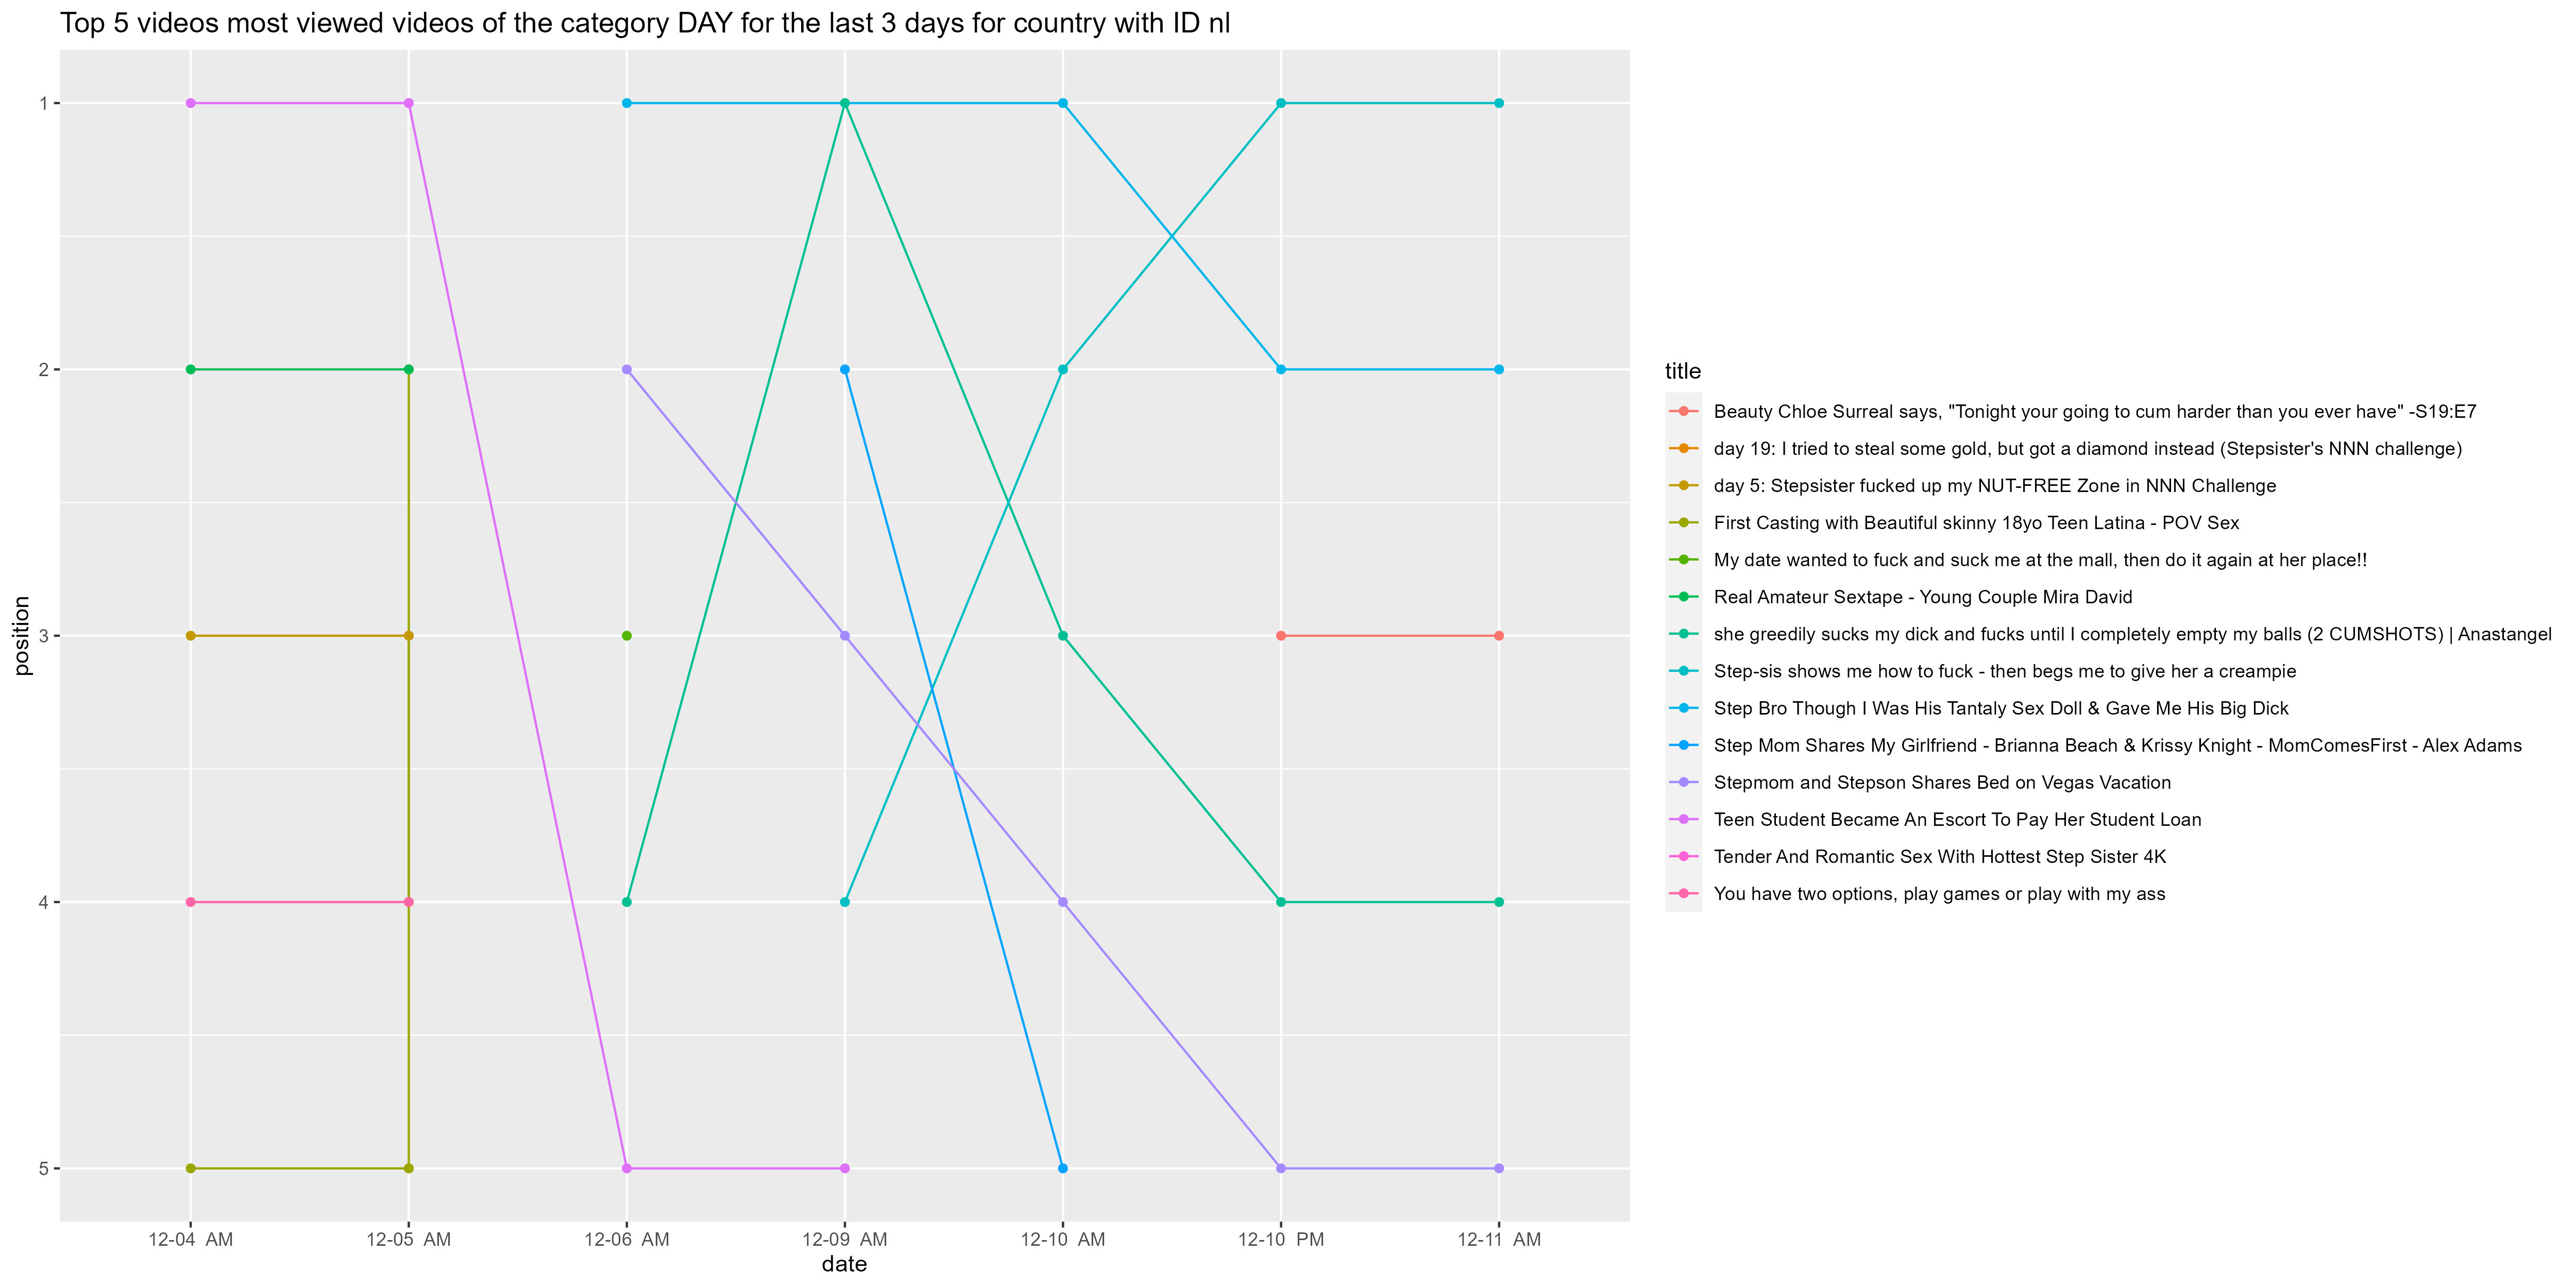 Top 5 videos most viewed videos of the category DAY for the last 3 days for country with ID nl
1
2
3
4
5
position
12-04 AM
12-05 AM
12-06 AM
12-09 AM
12-10 AM
12-10 PM
12-11 AM
date
title
Beauty Chloe Surreal says, "Tonight your going to cum harder than you ever have" -S19:E7
day 19: I tried to steal some gold, but got a diamond instead (Stepsister's NNN challenge)
day 5: Stepsister fucked up my NUT-FREE Zone in NNN Challenge
First Casting with Beautiful skinny 18yo Teen Latina - POV Sex
My date wanted to fuck and suck me at the mall, then do it again at her place!!
Real Amateur Sextape - Young Couple Mira David
she greedily sucks my dick and fucks until I completely empty my balls (2 CUMSHOTS) | Anastangel
Step-sis shows me how to fuck - then begs me to give her a creampie
Step Bro Though I Was His Tantaly Sex Doll & Gave Me His Big Dick
Step Mom Shares My Girlfriend - Brianna Beach & Krissy Knight - MomComesFirst - Alex Adams
Stepmom and Stepson Shares Bed on Vegas Vacation
Teen Student Became An Escort To Pay Her Student Loan
Tender And Romantic Sex With Hottest Step Sister 4K
You have two options, play games or play with my ass